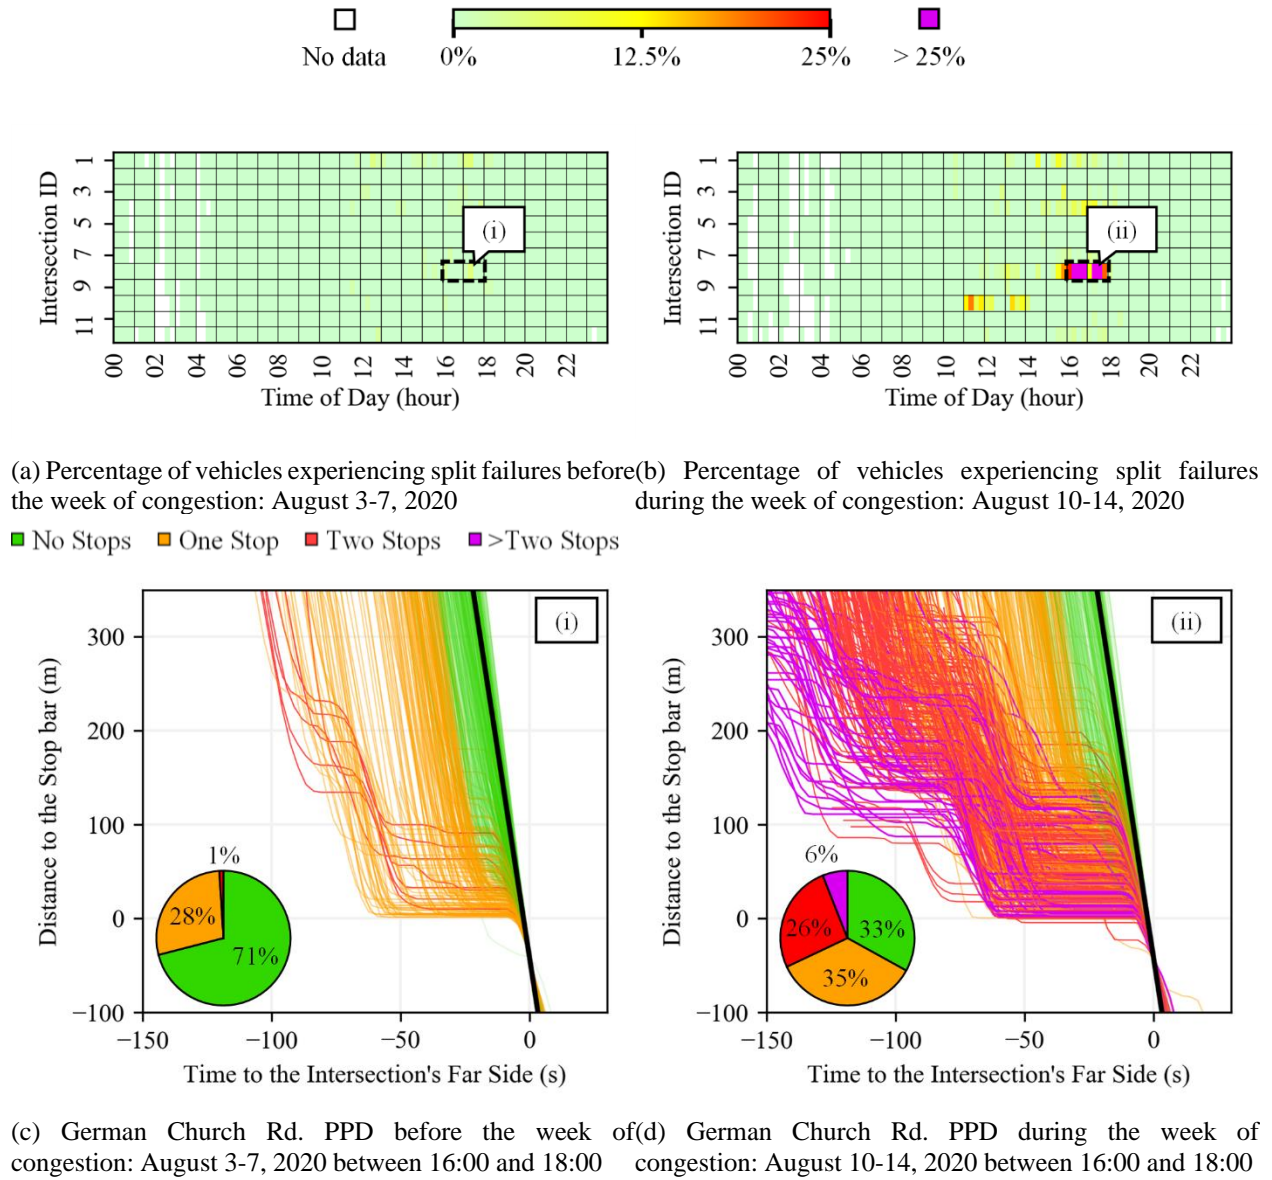 No data 0% 12.5% 25% > 25%
Intersection ID
1
3
5
7
9
11
(i)
00 02 04 06 08 10 12 14 16 18 20 22
Time of Day (hour)
Intersection ID
1
3
5
7
9
11
(ii)
00 02 04 06 08 10 12 14 16 18 20 22
Time of Day (hour)
(a) Percentage of vehicles experiencing split failures before
the week of congestion: August 3-7, 2020
(b) Percentage of vehicles experiencing split failures
during the week of congestion: August 10-14, 2020
No Stops One Stop Two Stops >Two Stops
Distance to the Stop bar (m)
300
200
100
0
−100
(i)
1%
28%
71%
−150 −100 −50 0
Time to the Intersection's Far Side (s)
Distance to the Stop bar (m)
300
200
100
0
−100
(ii)
6%
26%
33%
35%
−150 −100 −50 0
Time to the Intersection's Far Side (s)
(c) German Church Rd. PPD before the week of
congestion: August 3-7, 2020 between 16:00 and 18:00
(d) German Church Rd. PPD during the week of
congestion: August 10-14, 2020 between 16:00 and 18:00